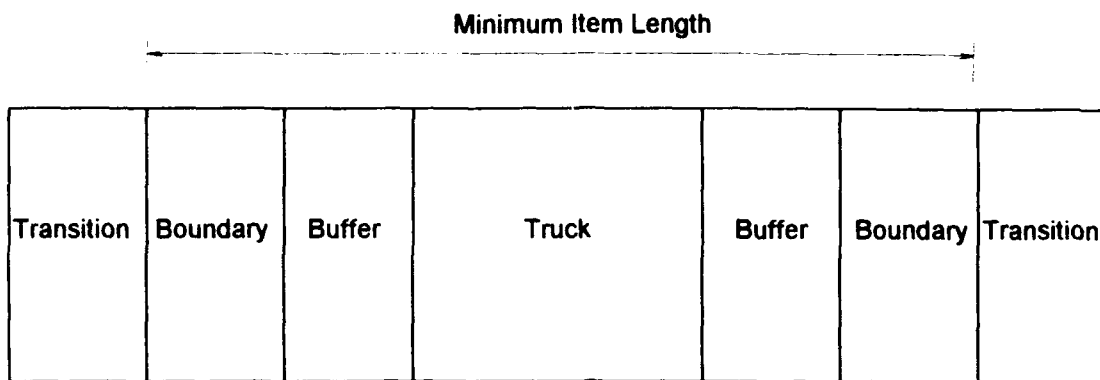 Minimum Item Length
Transition Boundary Buffer Truck Buffer Boundary Transition